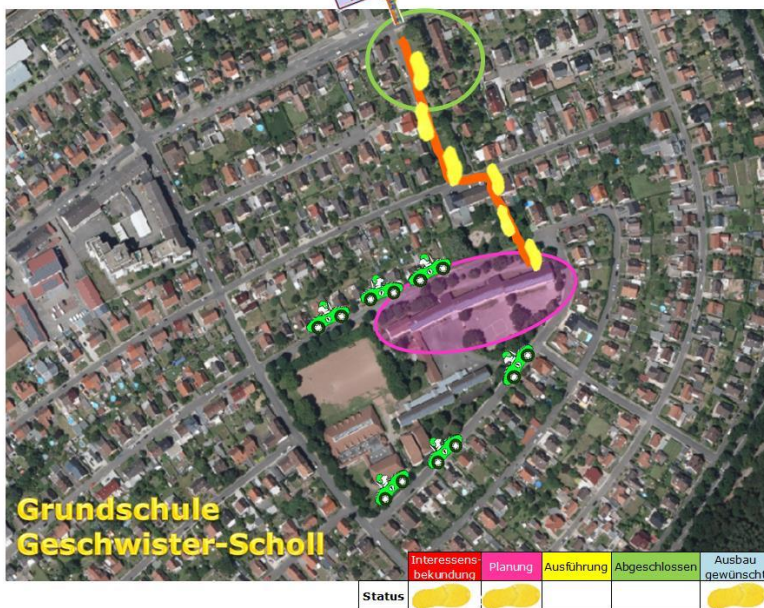 Grundschule
Geschwister-Scholl
Interessens-
bekundung
Planung
Ausführung
Abgeschlossen
Ausbau
gewünscht
Status